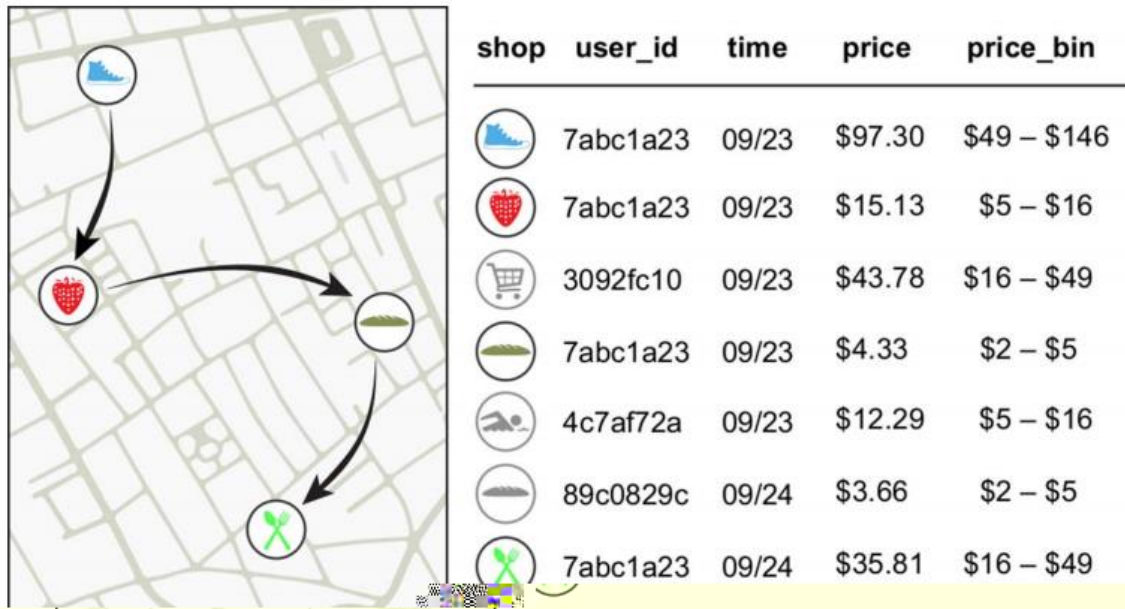 shop user_id time price price_bin
7abc1a23 09/23 $97.30 $49 – $146
7abc1a23 09/23 $15.13 $5 – $16
3092fc10 09/23 $43.78 $16 – $49
7abc1a23 09/23 $4.33 $2 – $5
4c7af72a 09/23 $12.29 $5 – $16
89c0829c 09/24 $3.66 $2 – $5
7abc1a23 09/24 $35.81 $16 – $49